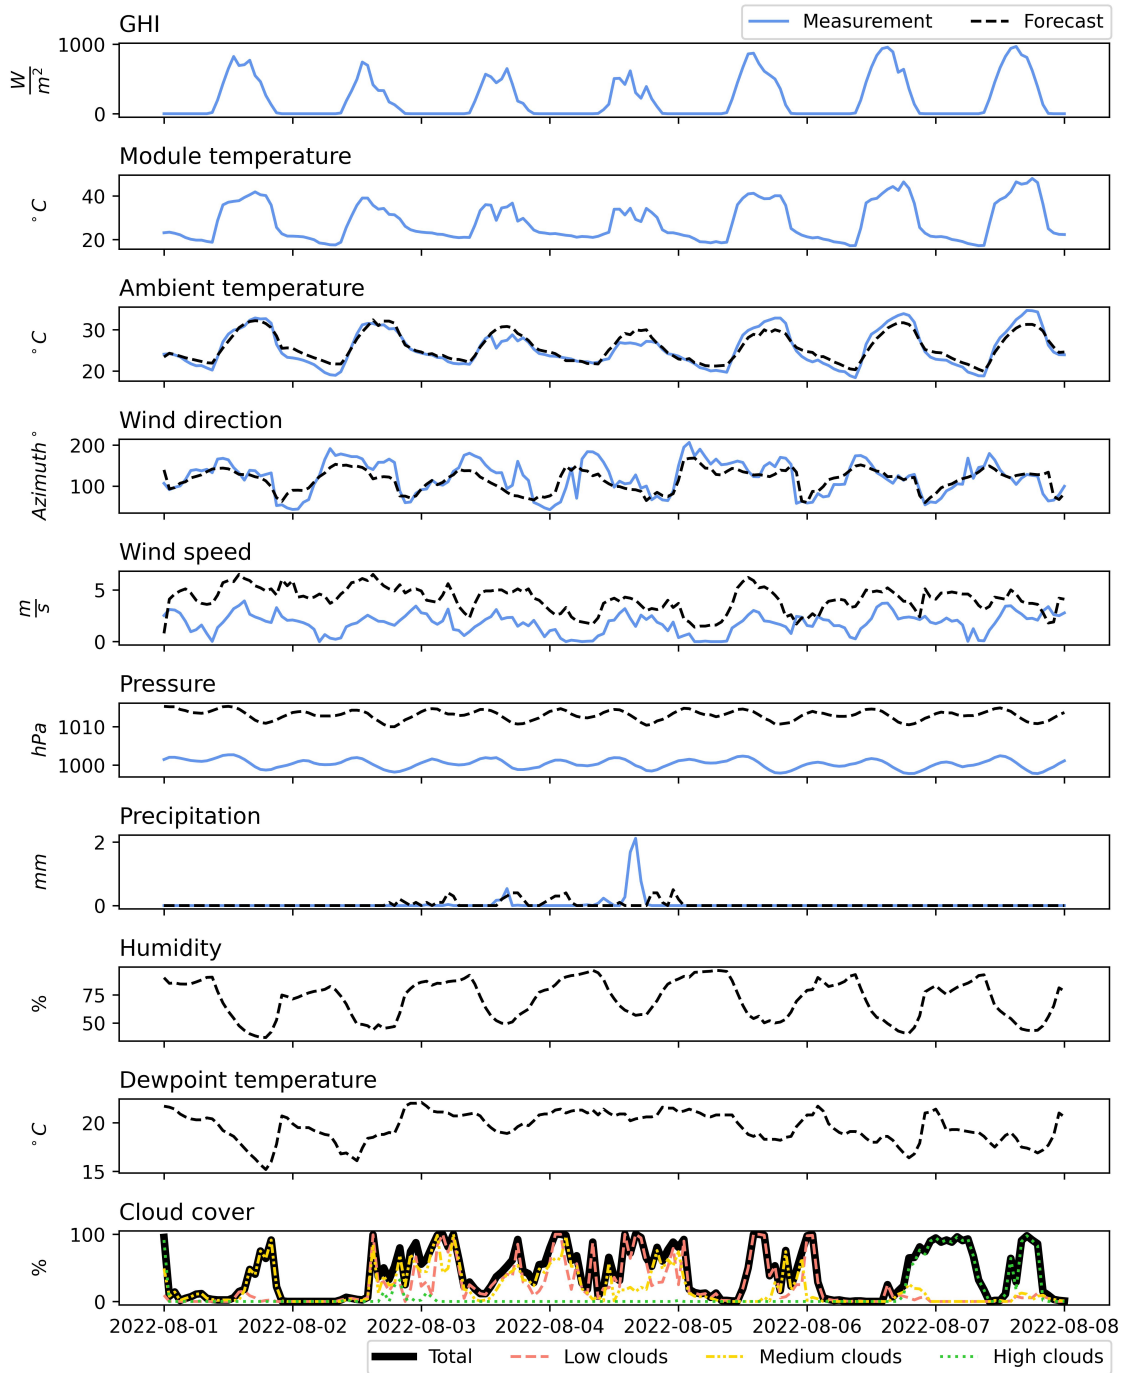 GHI
Measurement Forecast
1000
W
m²
0
Module temperature
40
°C
20
Ambient temperature
30
°C
20
Wind direction
200
Azimuth°
100
Wind speed
5
m
s
0
Pressure
1010
hPa
1000
Precipitation
2
mm
0
Humidity
75
%
50
Dewpoint temperature
20
°C
15
Cloud cover
100
%
0
2022-08-01 2022-08-02 2022-08-03 2022-08-04 2022-08-05 2022-08-06 2022-08-07 2022-08-08
Total Low clouds Medium clouds High clouds